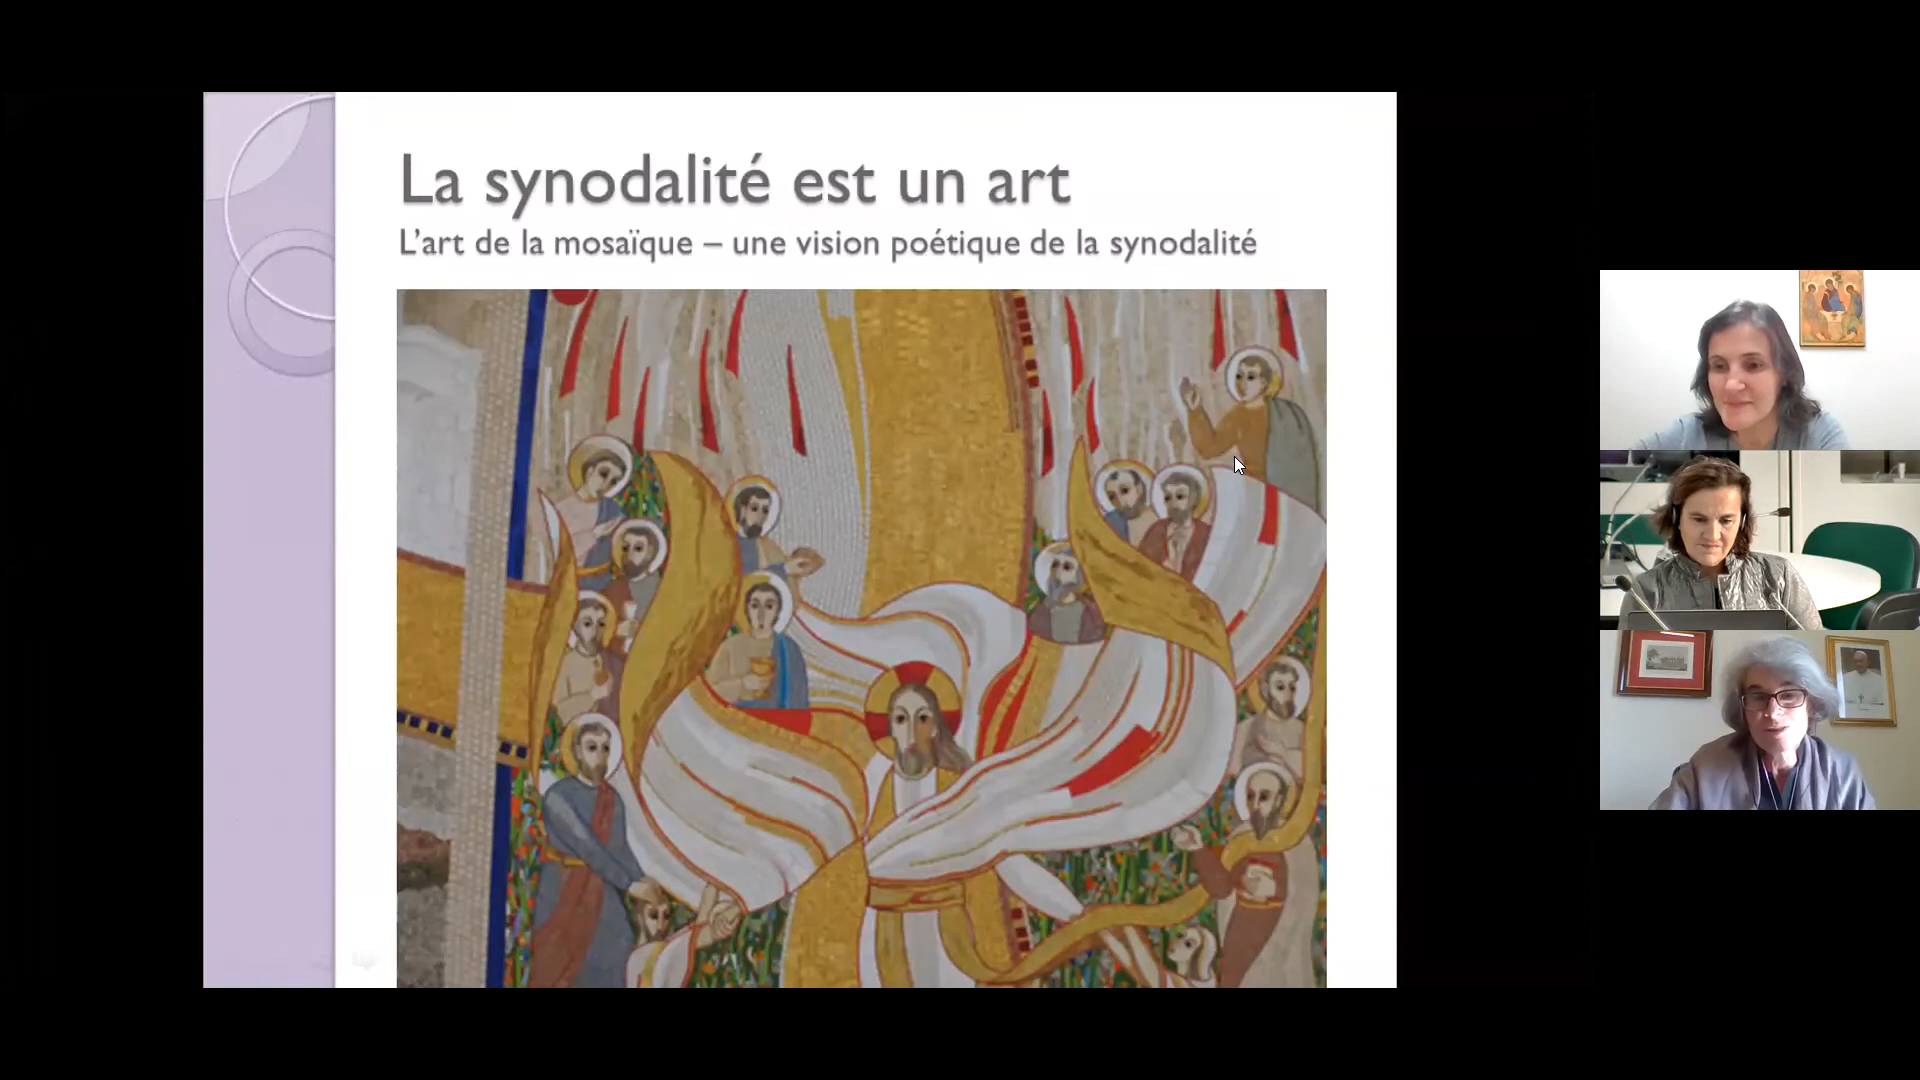 La synodalité est un art
L’art de la mosaïque – une vision poétique de la synodalité